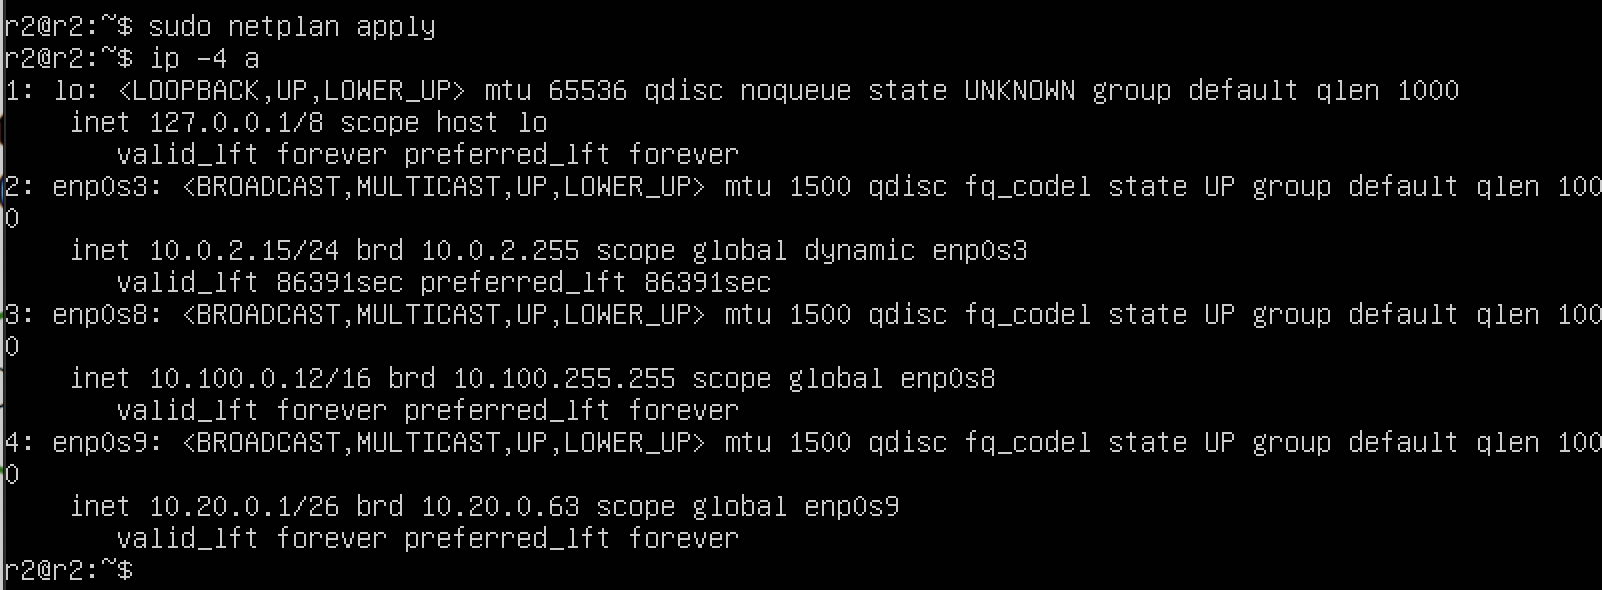 r2@r2:~$ sudo netplan apply
r2@r2:~$ ip -4 a
1: lo: <LOOPBACK,UP,LOWER_UP> mtu 65536 qdisc noqueue state UNKNOWN group default qlen 1000
    inet 127.0.0.1/8 scope host lo
       valid_lft forever preferred_lft forever
2: enp0s3: <BROADCAST,MULTICAST,UP,LOWER_UP> mtu 1500 qdisc fq_codel state UP group default qlen 100
0
    inet 10.0.2.15/24 brd 10.0.2.255 scope global dynamic enp0s3
       valid_lft 86391sec preferred_lft 86391sec
3: enp0s8: <BROADCAST,MULTICAST,UP,LOWER_UP> mtu 1500 qdisc fq_codel state UP group default qlen 100
0
    inet 10.100.0.12/16 brd 10.100.255.255 scope global enp0s8
       valid_lft forever preferred_lft forever
4: enp0s9: <BROADCAST,MULTICAST,UP,LOWER_UP> mtu 1500 qdisc fq_codel state UP group default qlen 100
0
    inet 10.20.0.1/26 brd 10.20.0.63 scope global enp0s9
       valid_lft forever preferred_lft forever
r2@r2:~$